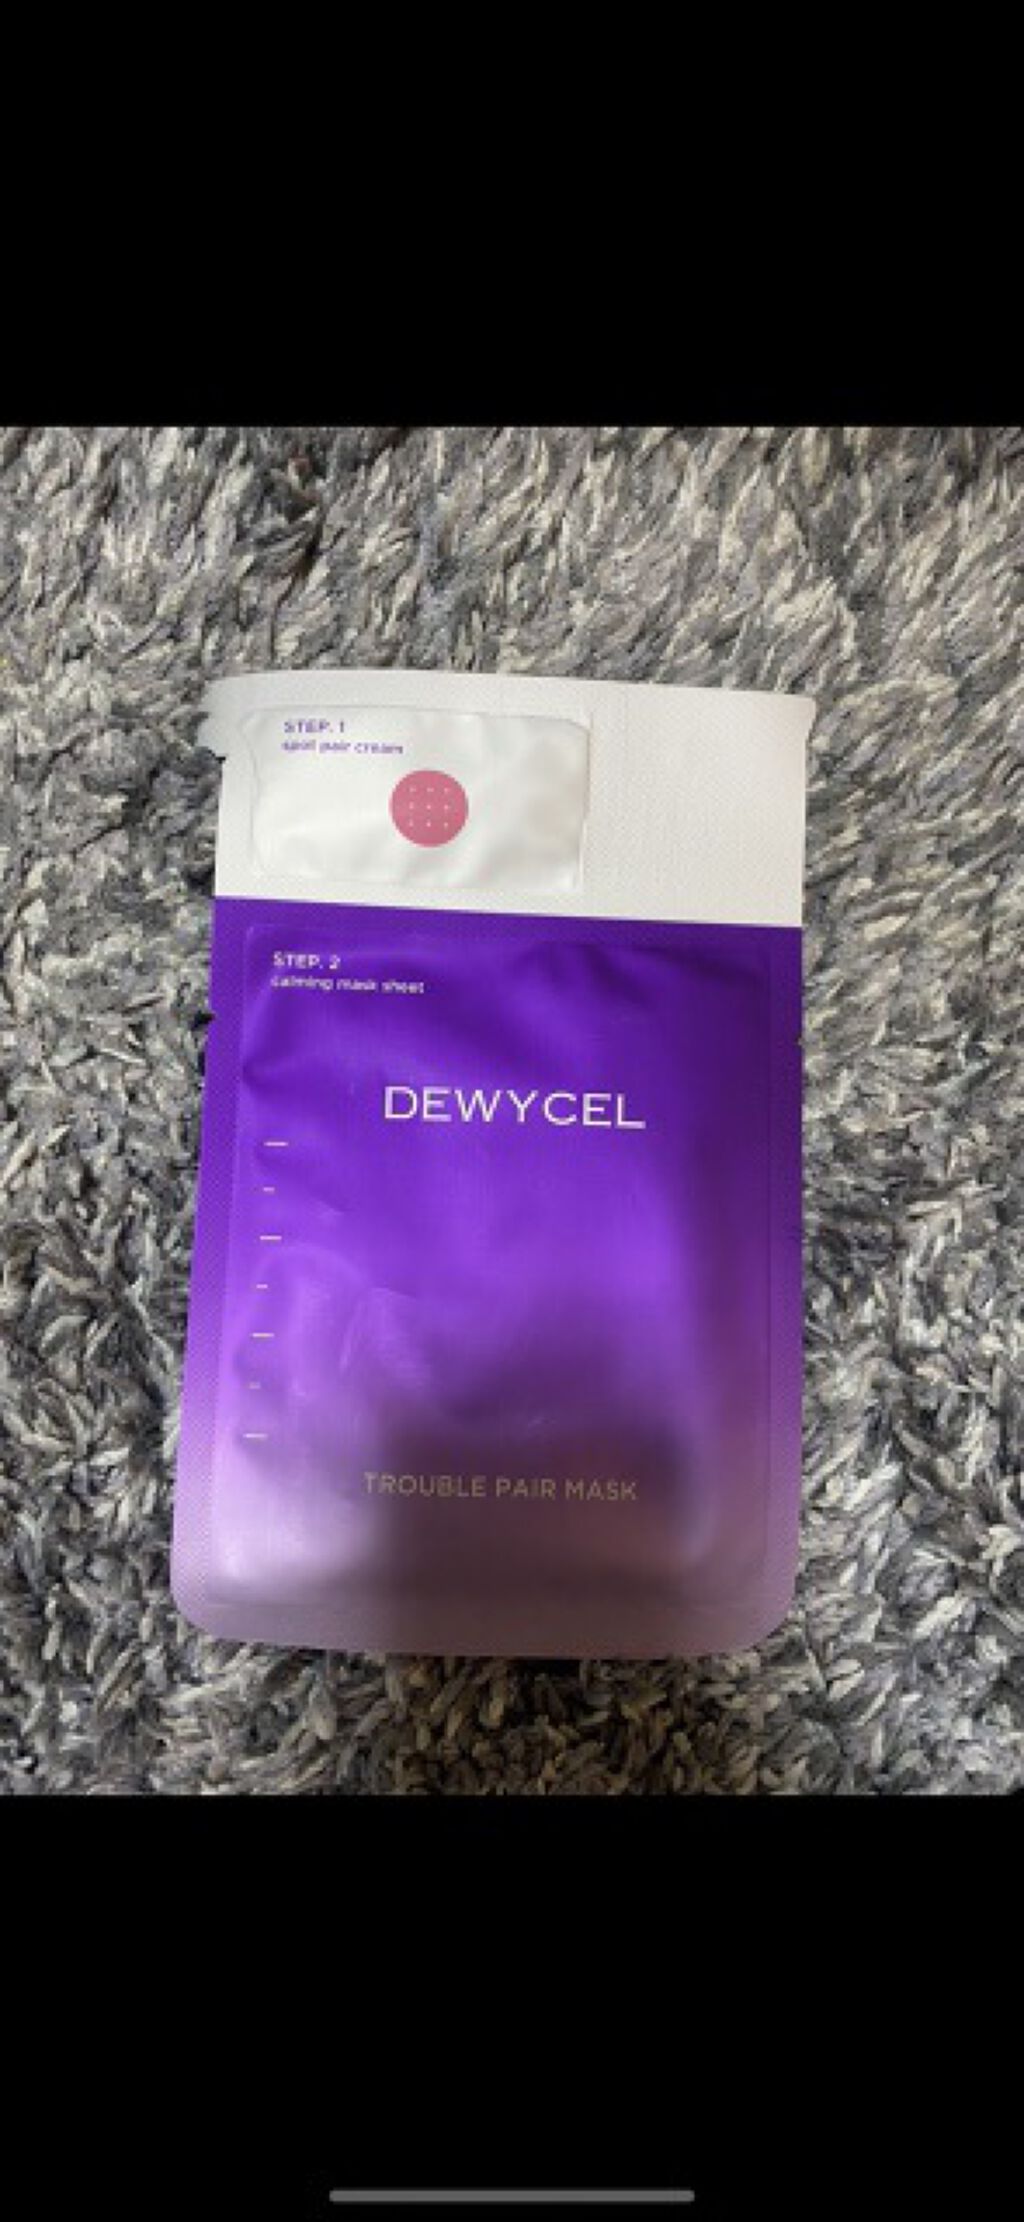 STEP. 1
spot pair cream
STEP. 2
calming mask sheet
DEWYCEL
TROUBLE PAIR MASK